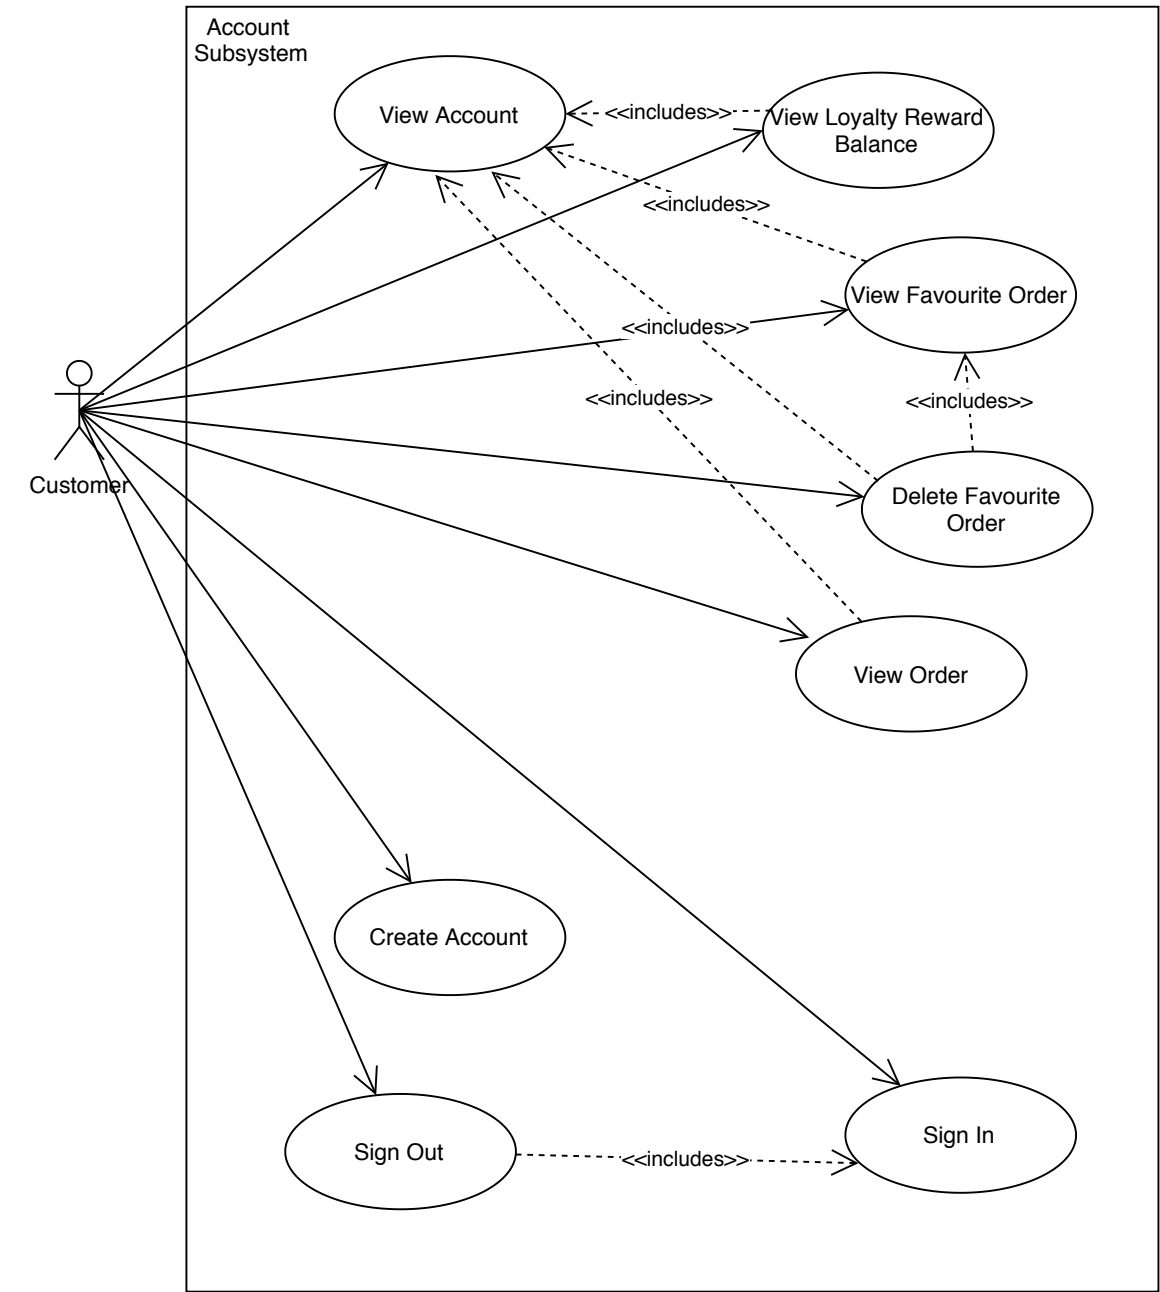 Account
Subsystem
View Account
<<includes>>
View Loyalty Reward
Balance
<<includes>>
View Favourite Order
<<includes>>
<<includes>>
<<includes>>
Customer
Delete Favourite
Order
View Order
Create Account
Sign In
Sign Out
<<includes>>